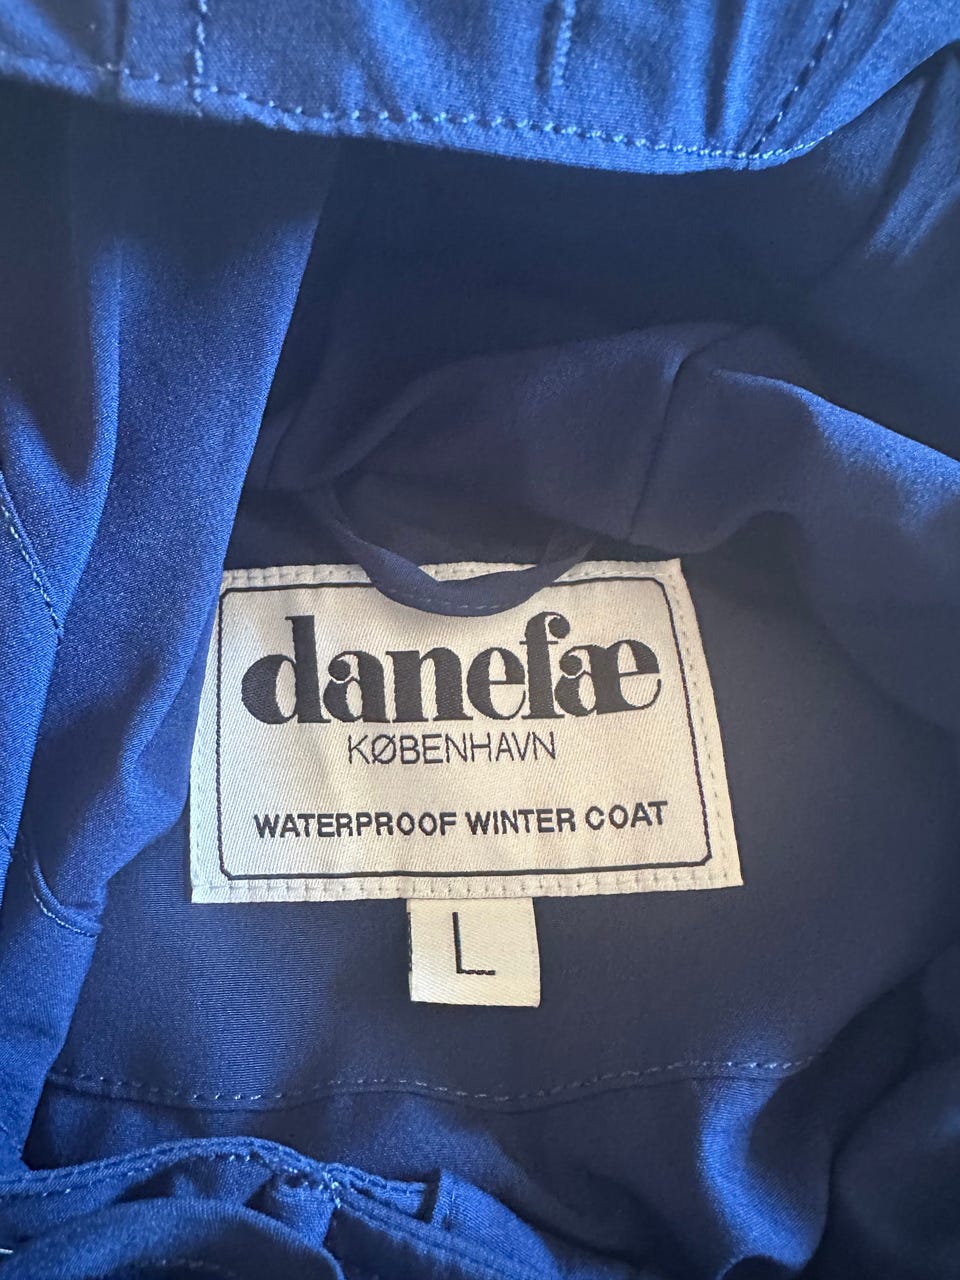 danefæ
KØBENHAVN
WATERPROOF WINTER COAT
L